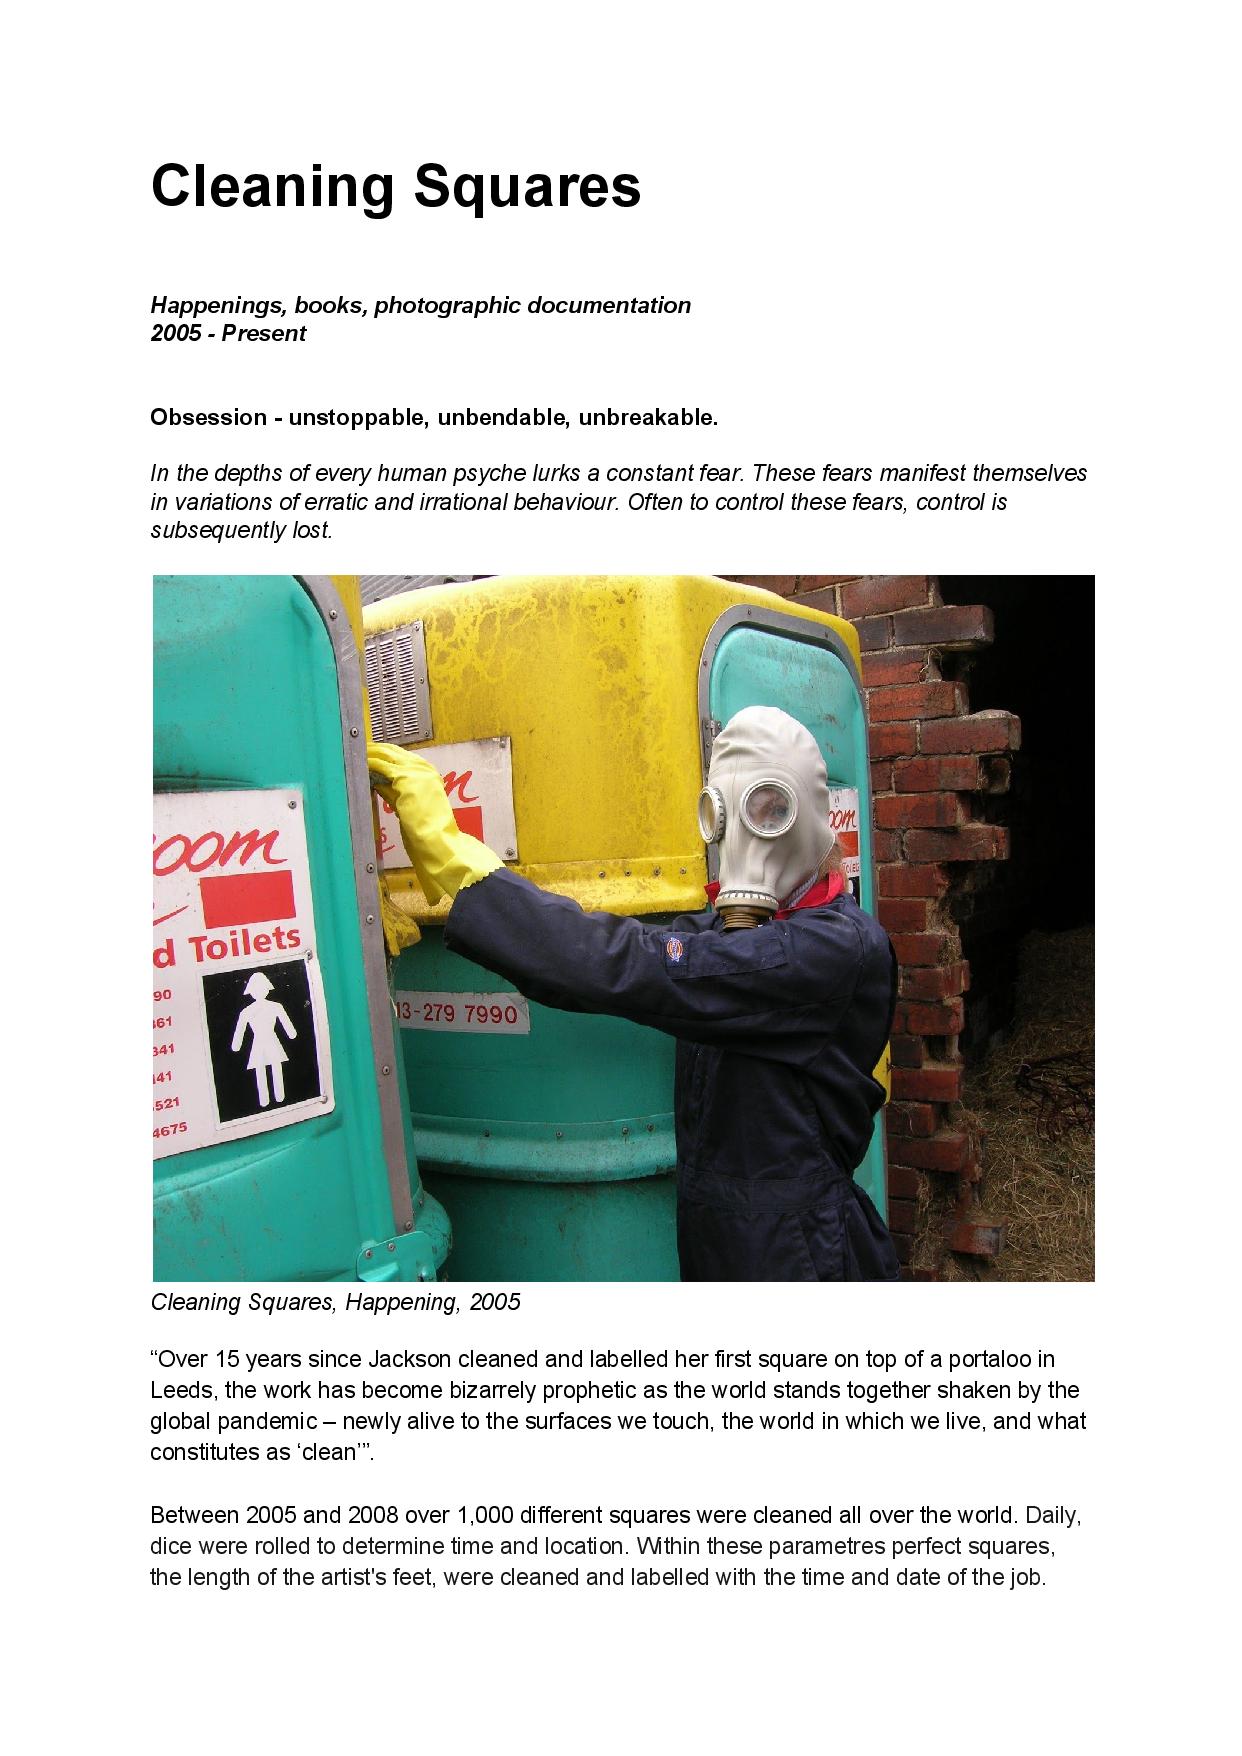 Cleaning Squares
Happenings, books, photographic documentation
2005 - Present
Obsession - unstoppable, unbendable, unbreakable.
In the depths of every human psyche lurks a constant fear. These fears manifest themselves
in variations of erratic and irrational behaviour. Often to control these fears, control is
subsequently lost.
oom
d Toilets
90
361
341
141
521
4675
m
s
13-279 7990
oom
Toilets
Cleaning Squares, Happening, 2005
“Over 15 years since Jackson cleaned and labelled her first square on top of a portaloo in
Leeds, the work has become bizarrely prophetic as the world stands together shaken by the
global pandemic – newly alive to the surfaces we touch, the world in which we live, and what
constitutes as ‘clean’”.
Between 2005 and 2008 over 1,000 different squares were cleaned all over the world. Daily,
dice were rolled to determine time and location. Within these parametres perfect squares,
the length of the artist's feet, were cleaned and labelled with the time and date of the job.